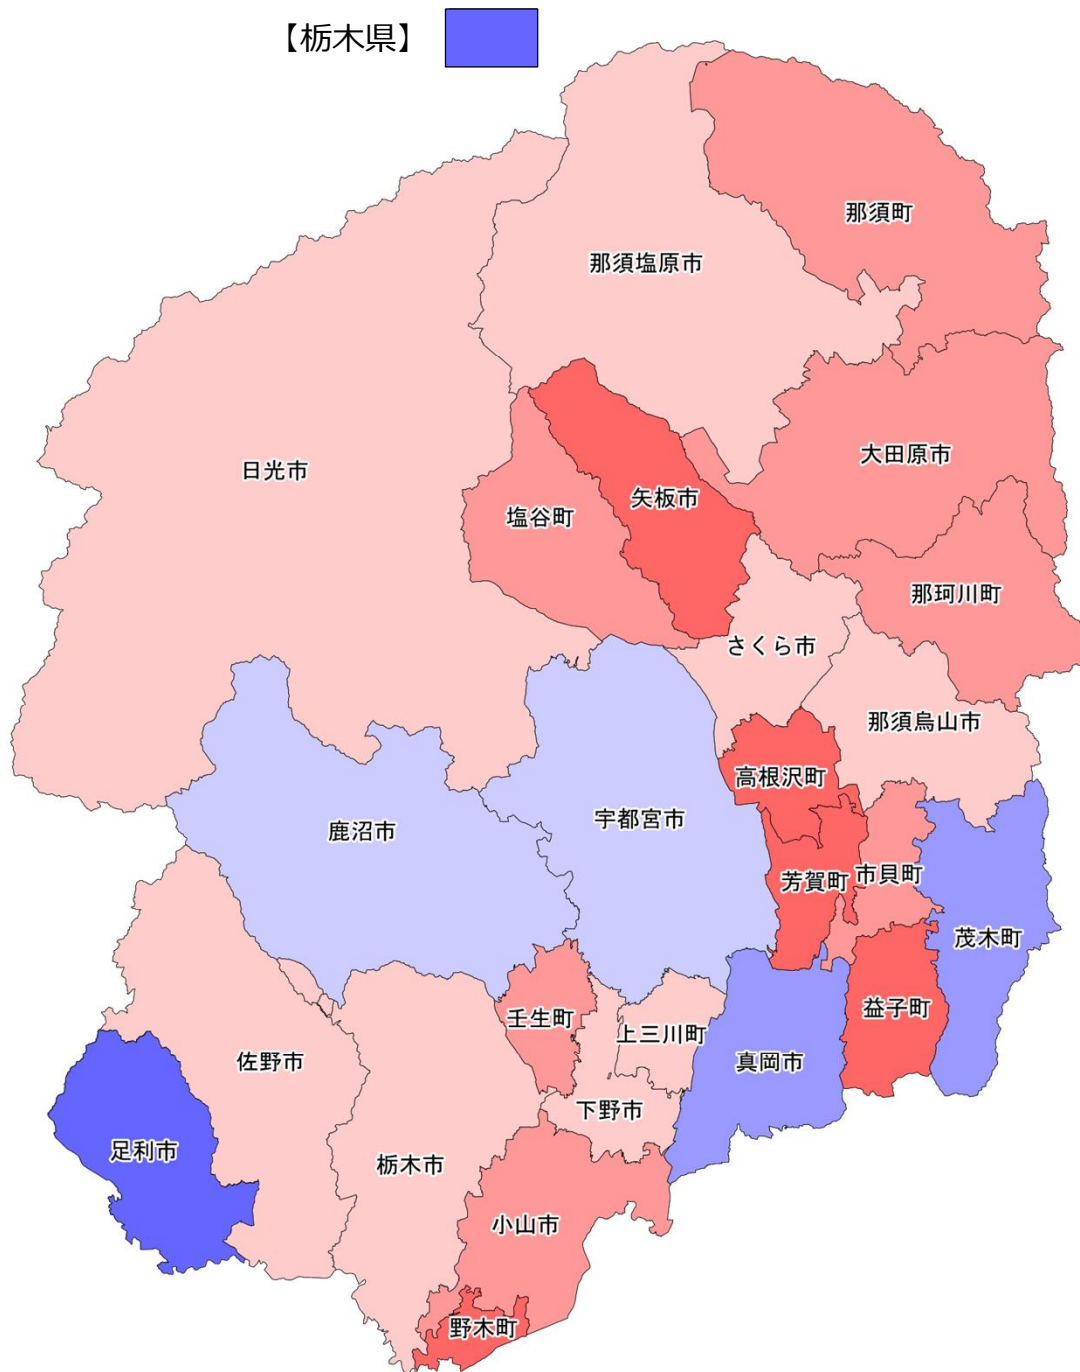 【栃木県】
那須町
那須塩原市
大田原市
日光市
矢板市
塩谷町
那珂川町
さくら市
那須烏山市
高根沢町
宇都宮市
鹿沼市
市貝町
芳賀町
茂木町
益子町
壬生町
上三川町
佐野市
真岡市
下野市
足利市
栃木市
小山市
野木町